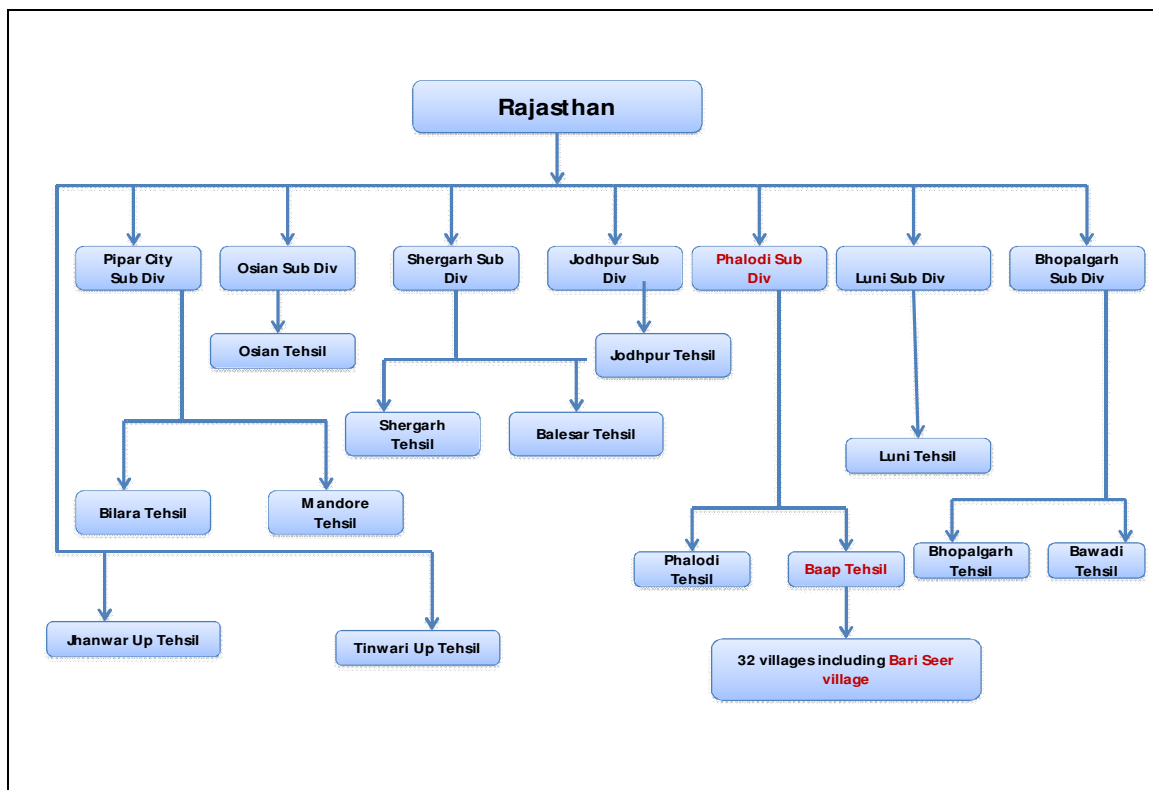 Rajasthan
Pipar City
Sub Div
Osian Sub Div
Shergarh Sub
Div
Jodhpur Sub
Div
Phalodi Sub
Div
Luni Sub Div
Bhopalgarh
Sub Div
Osian Tehsil
Jodhpur Tehsil
Shergarh
Tehsil
Balesar Tehsil
Luni Tehsil
Bilara Tehsil
Mandore
Tehsil
Phalodi
Tehsil
Baap Tehsil
Bhopalgarh
Tehsil
Bawadi
Tehsil
Jhanwar Up Tehsil
Tinwari Up Tehsil
32 villages including Bari Seer
village